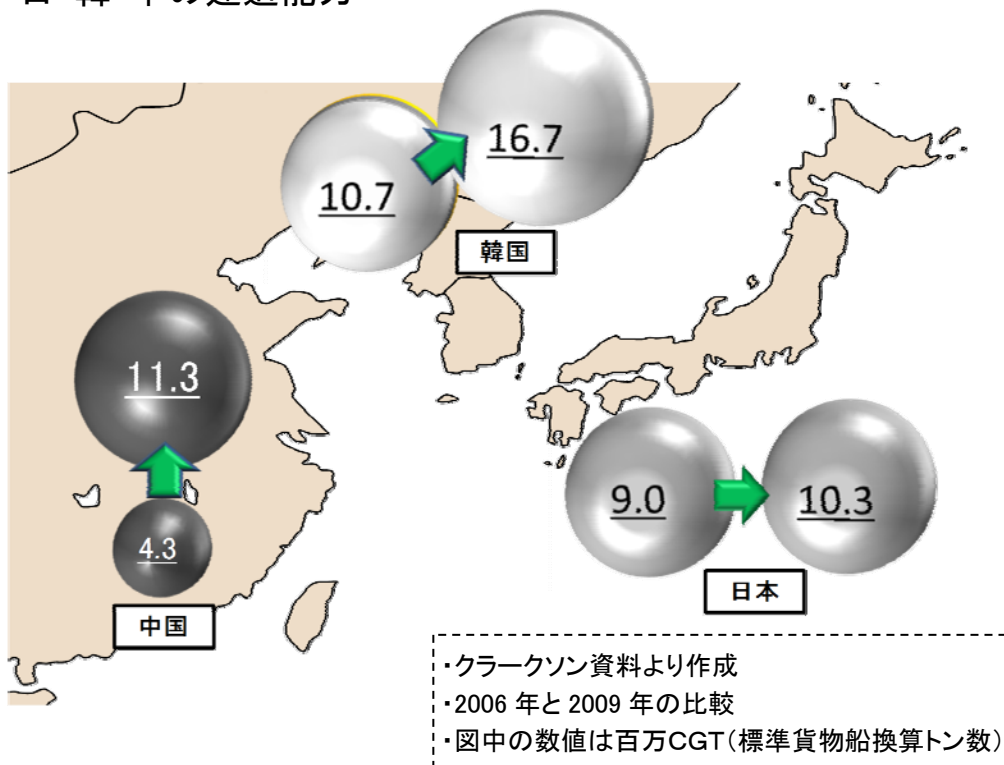 16.7
10.7
韓国
11.3
4.3
中国
9.0
10.3
日本
・クラークソン資料より作成
・2006 年と 2009 年の比較
・図中の数値は百万CGT(標準貨物船換算トン数)